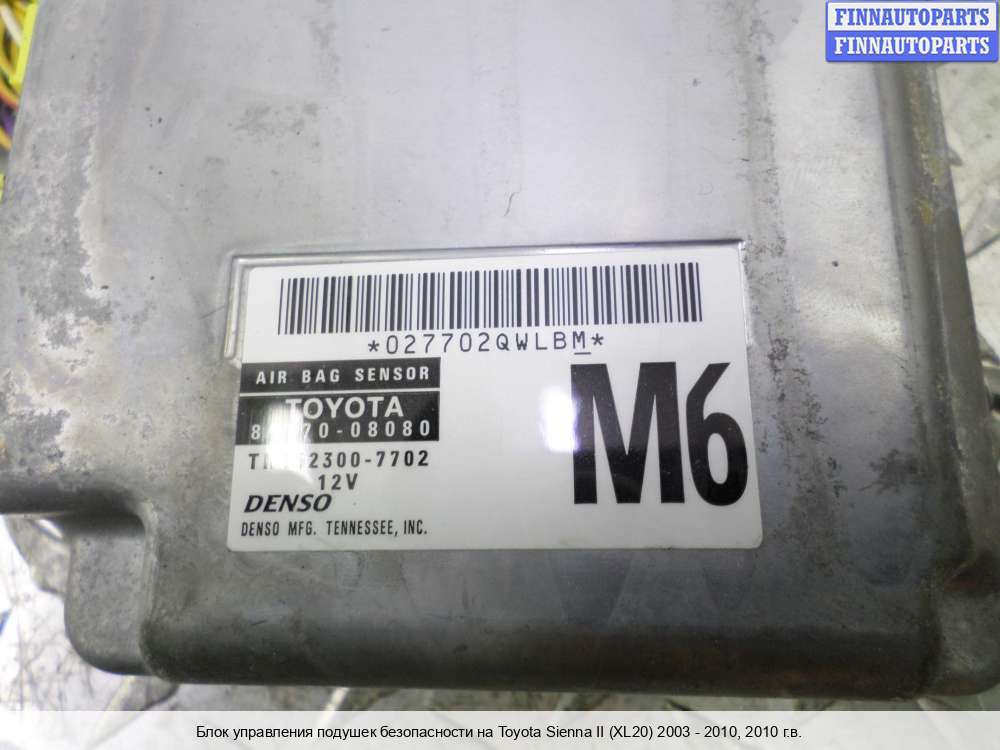 FINNAUTOPARTS
FINNAUTOPARTS
*027702QWLBM*
AIR BAG SENSOR
TOYOTA
M6
12V
DENSO
DENSO MFG. TENNESSEE, INC.
Блок управления подушек безопасности на Toyota Sienna II (XL20) 2003 - 2010, 2010 г.в.